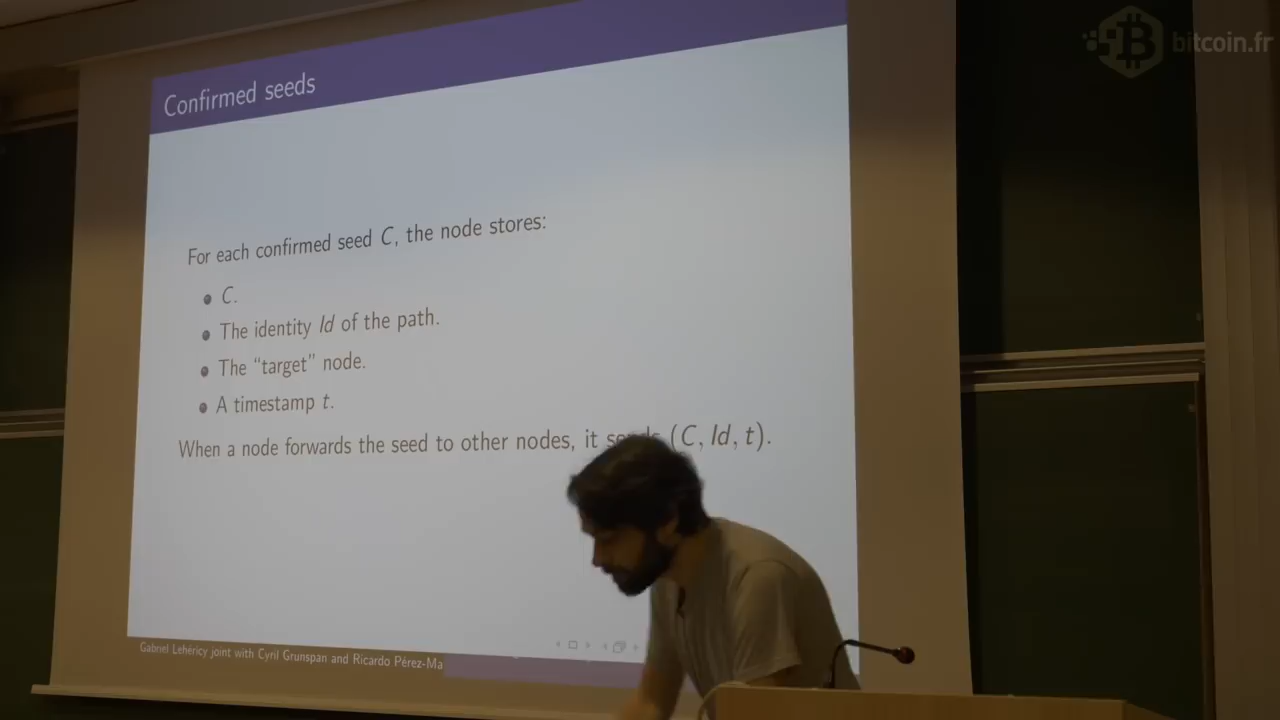 bitcoin.fr
Confirmed seeds
For each confirmed seed C, the node stores:
C.
The identity Id of the path.
The “target” node.
A timestamp t.
When a node forwards the seed to other nodes, it sends (C, Id, t).
Gabriel Lehéricy joint with Cyril Grunspan and Ricardo Pérez-Ma